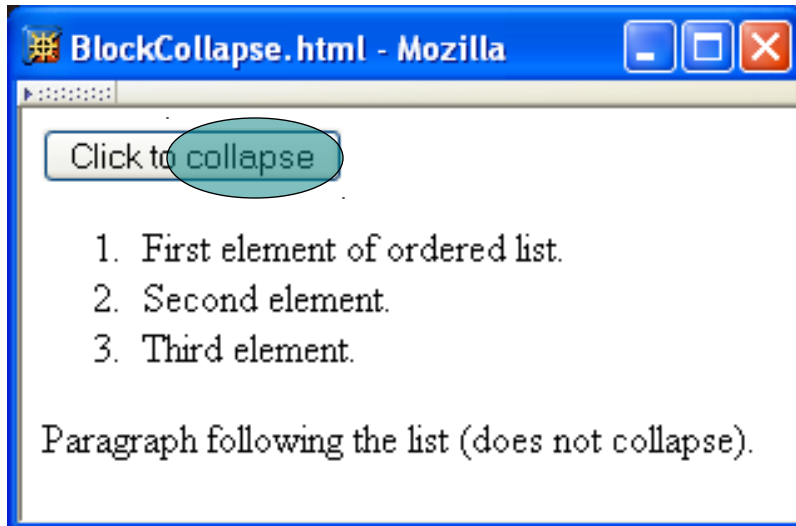 BlockCollapse.html - Mozilla
Click to collapse
1. First element of ordered list.
2. Second element.
3. Third element.
Paragraph following the list (does not collapse).